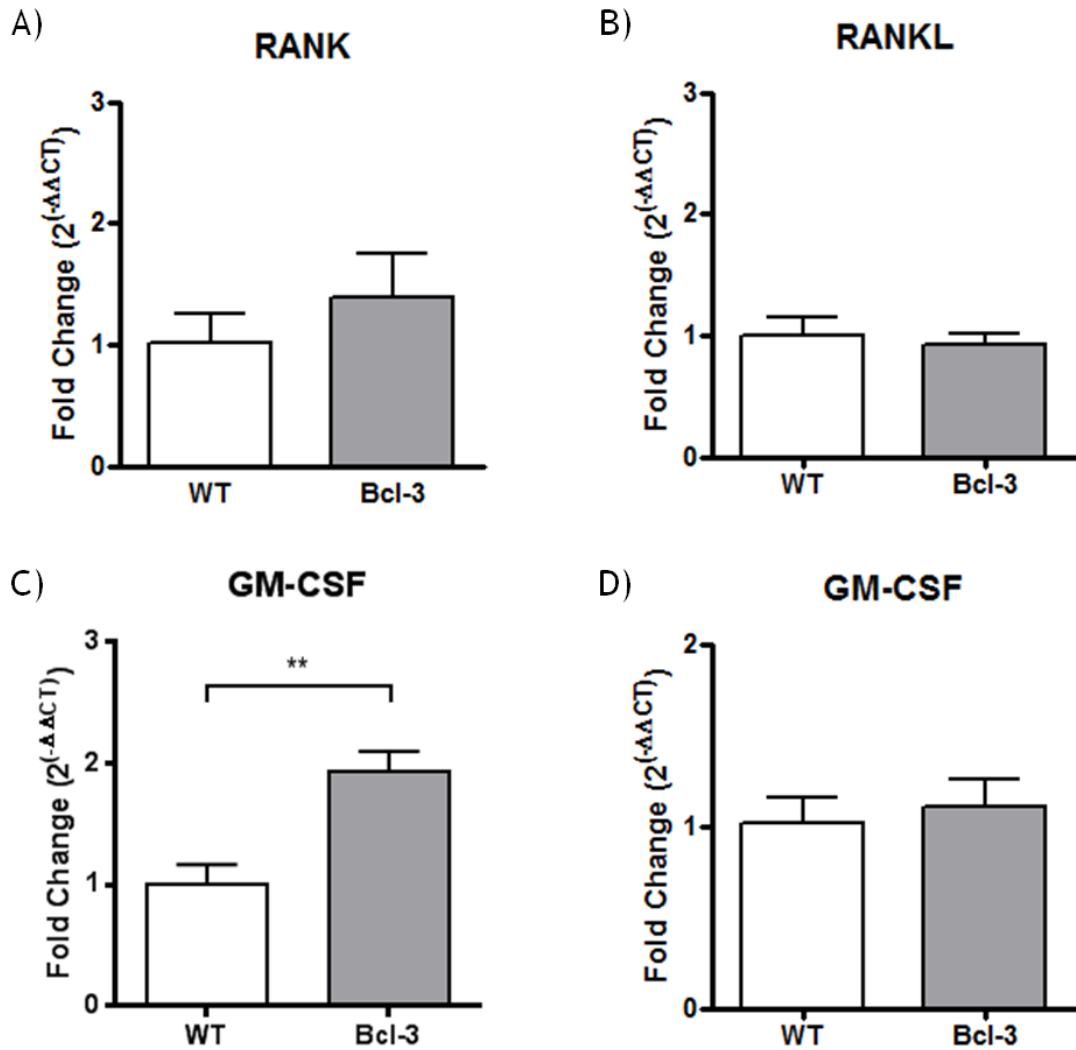 A)
RANK
Fold Change (2^(-ΔΔCT))
3
2
1
0
WT Bcl-3
B)
RANKL
Fold Change (2^(-ΔΔCT))
3
2
1
0
WT Bcl-3
C)
GM-CSF
Fold Change (2^(-ΔΔCT))
3
2
1
0
**
WT Bcl-3
D)
GM-CSF
Fold Change (2^(-ΔΔCT))
2
1
0
WT Bcl-3